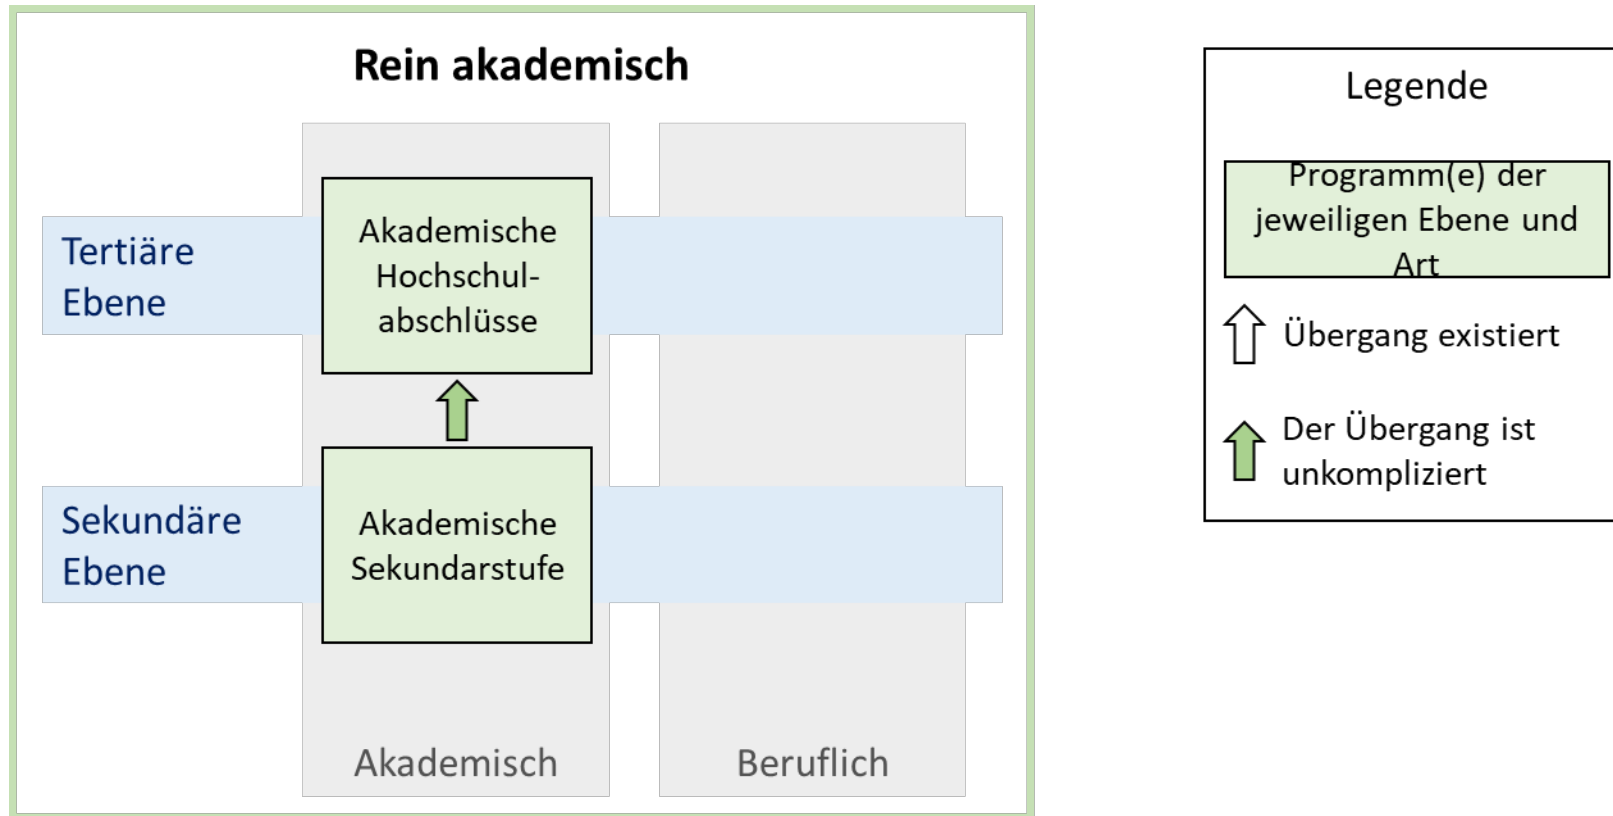 Rein akademisch
Tertiäre
Ebene
Akademische
Hochschul-
abschlüsse
Sekundäre
Ebene
Akademische
Sekundarstufe
Akademisch
Beruflich
Legende
Programm(e) der
jeweiligen Ebene und
Art
Übergang existiert
Der Übergang ist
unkompliziert